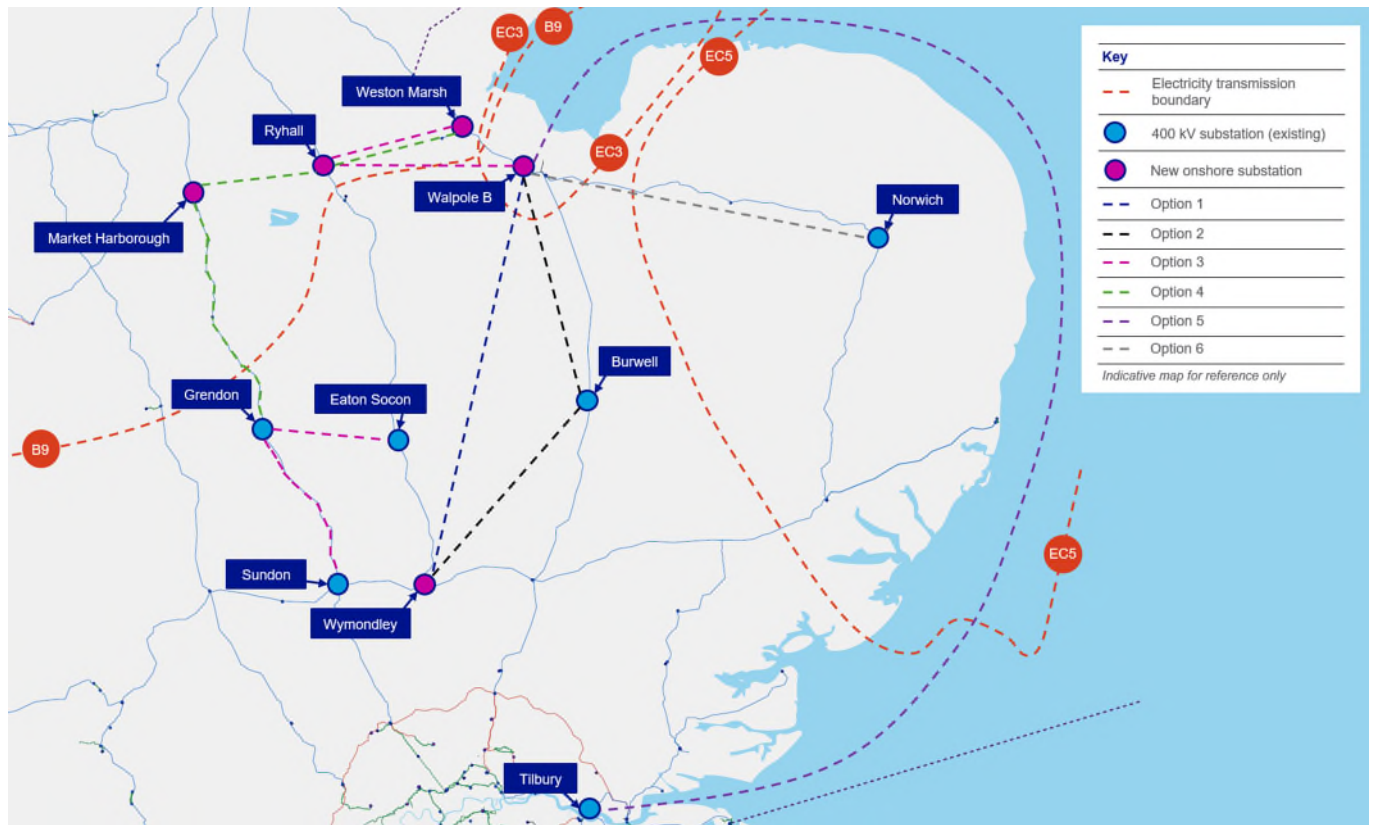 EC3
B9
EC5
Weston Marsh
Ryhall
EC3
Walpole B
Norwich
Market Harborough
Burwell
Grendon
Eaton Socon
B9
EC5
Sundon
Wymondley
Tilbury
Key
Electricity transmission
boundary
400 kV substation (existing)
New onshore substation
Option 1
Option 2
Option 3
Option 4
Option 5
Option 6
Indicative map for reference only